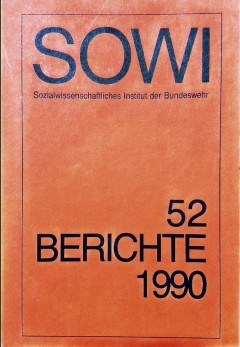 SOWI
Sozialwissenschaftliches Institut der Bundeswehr
52
BERICHTE
1990